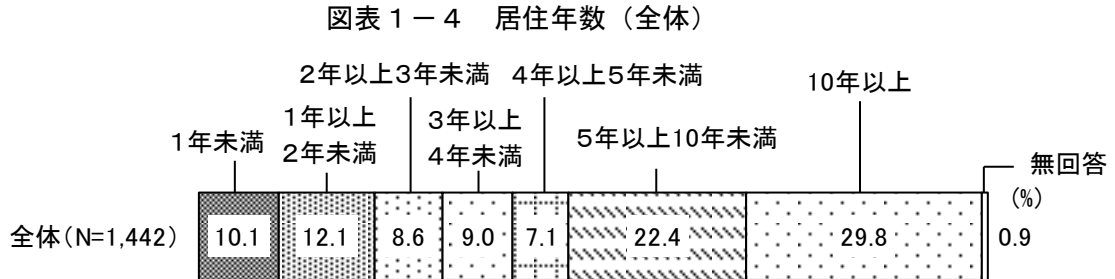 図表１－４　居住年数（全体）
２年以上３年未満
４年以上５年未満
10年以上
１年以上
２年未満
３年以上
４年未満
１年未満
５年以上10年未満
無回答
(%)
全体(N=1,442)
10.1
12.1
8.6
9.0
7.1
22.4
29.8
0.9